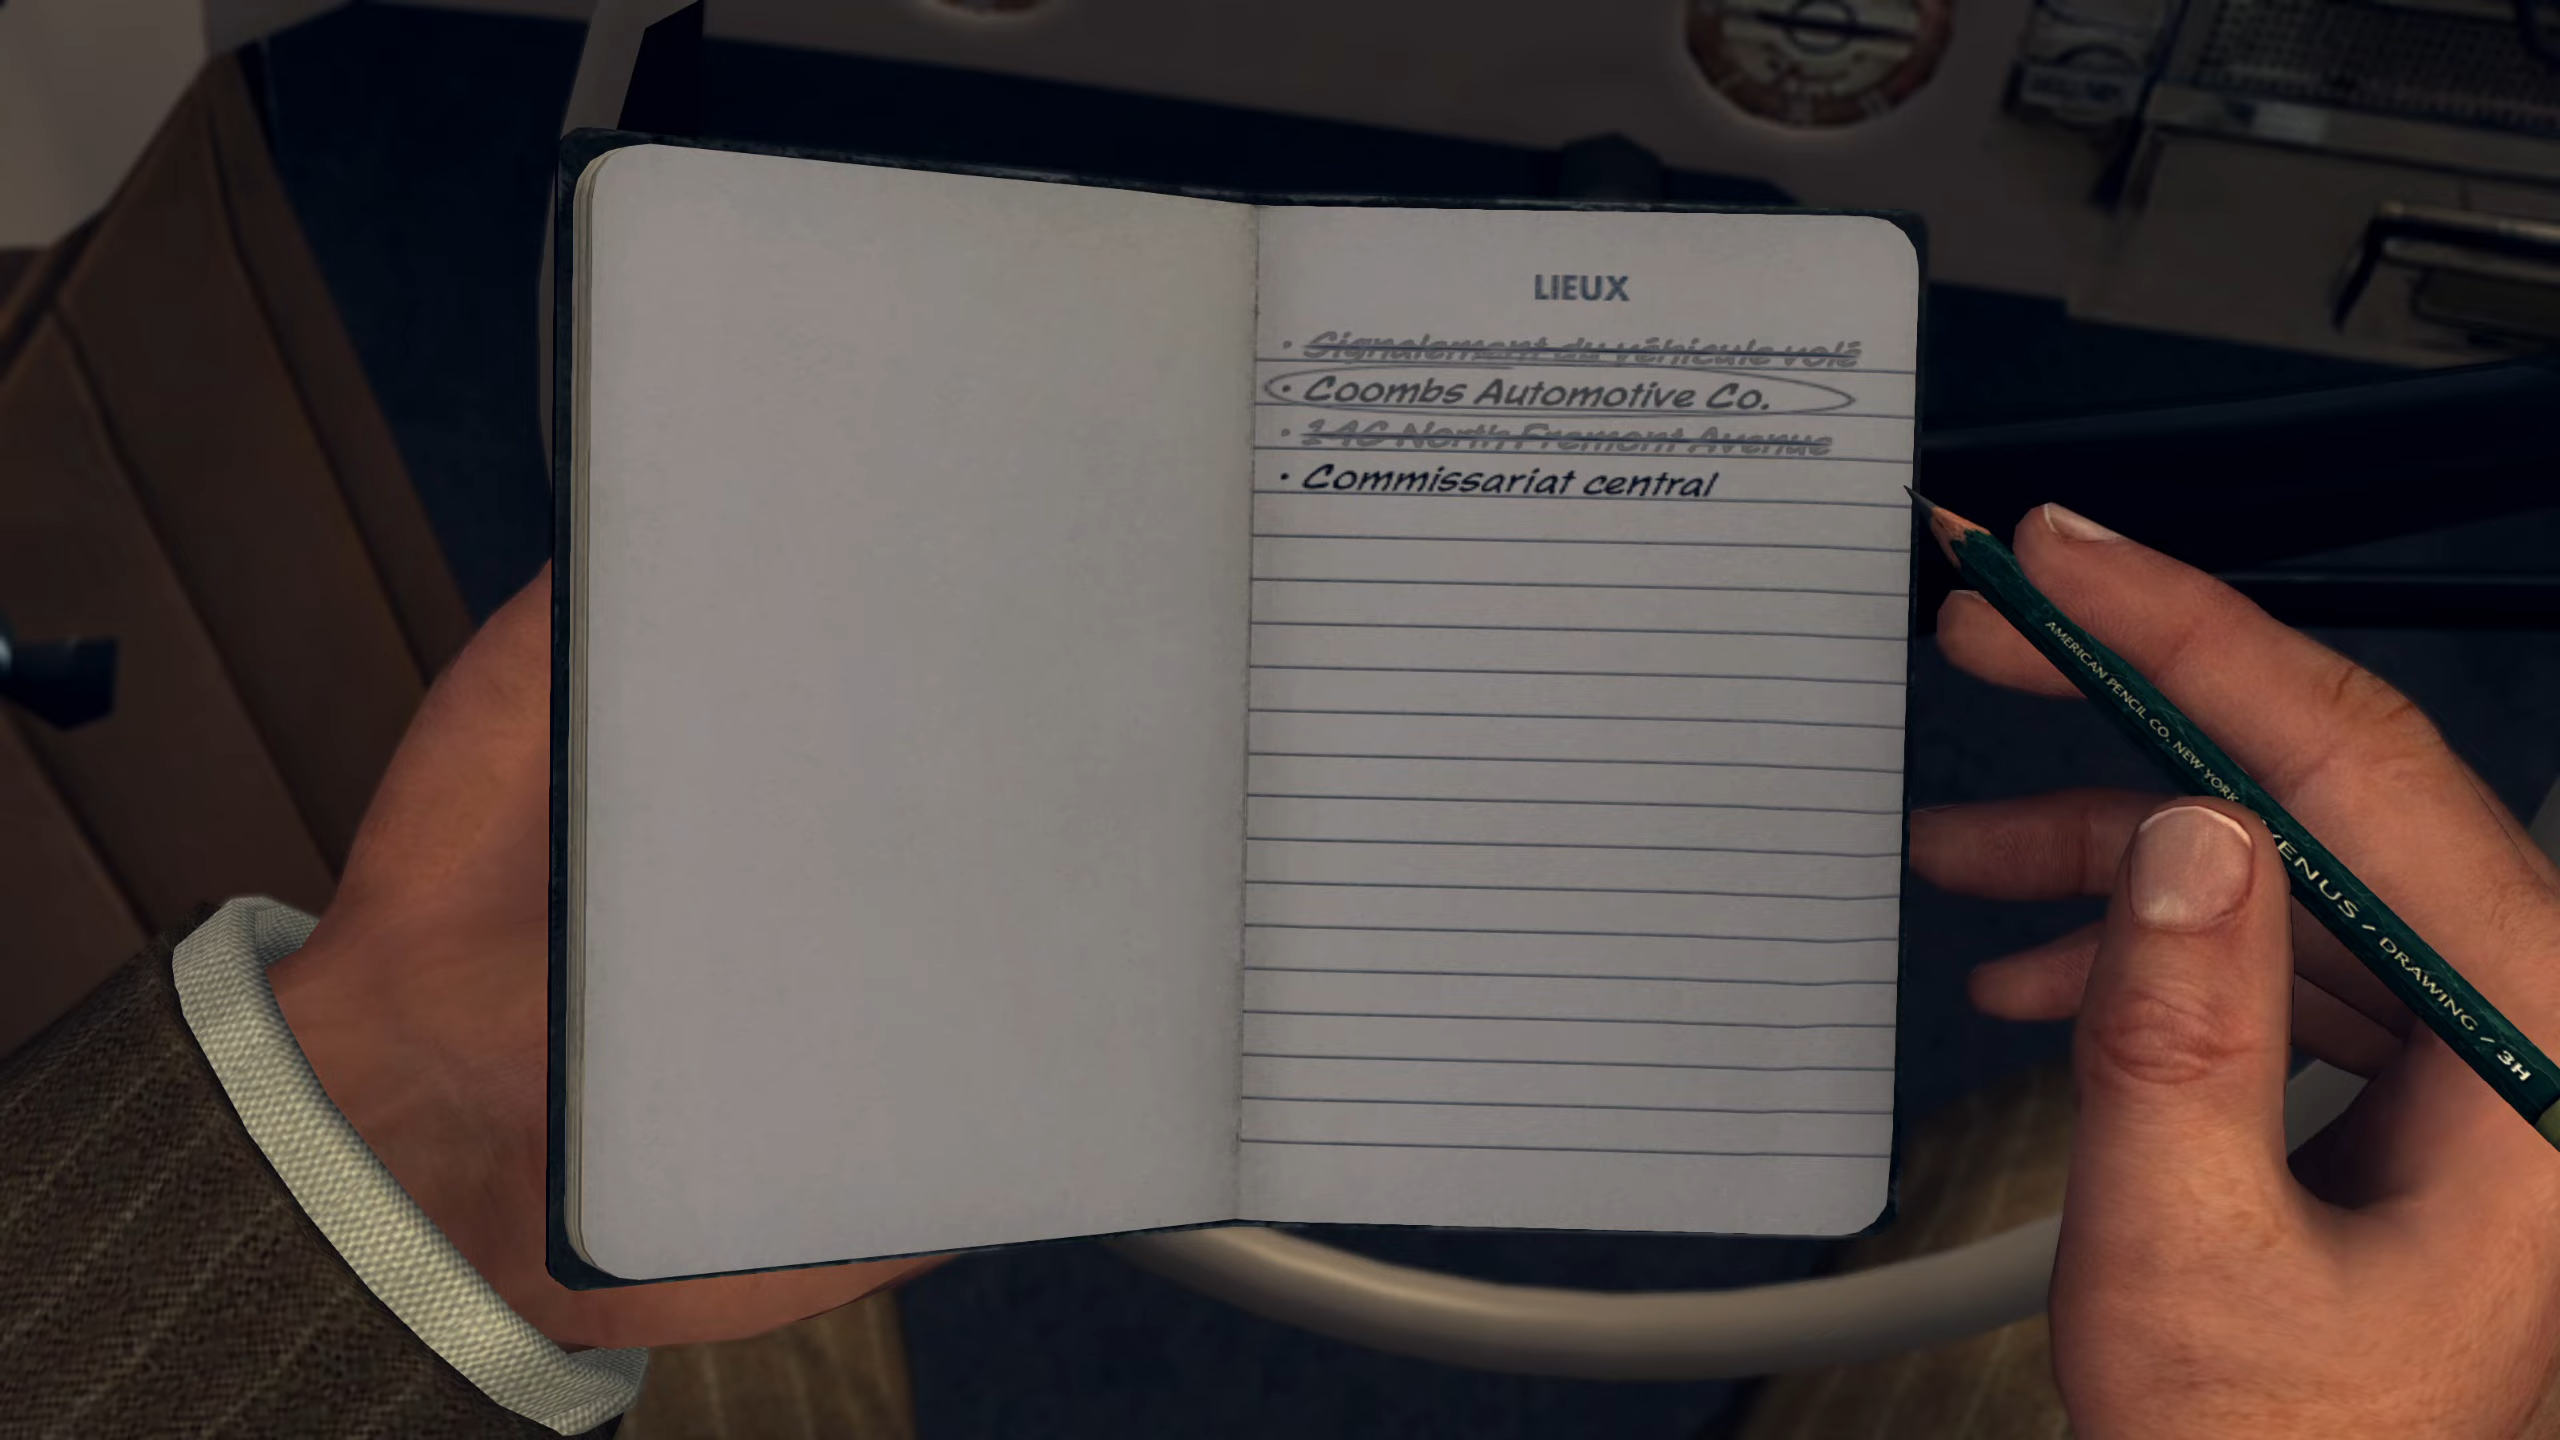 LIEUX
· Signalement du véhicule volé
· Coombs Automotive Co.
· 146 North Fremont Avenue
· Commissariat central
AMERICAN PENCIL CO. NEW YORK
VENUS / DRAWING / 3H